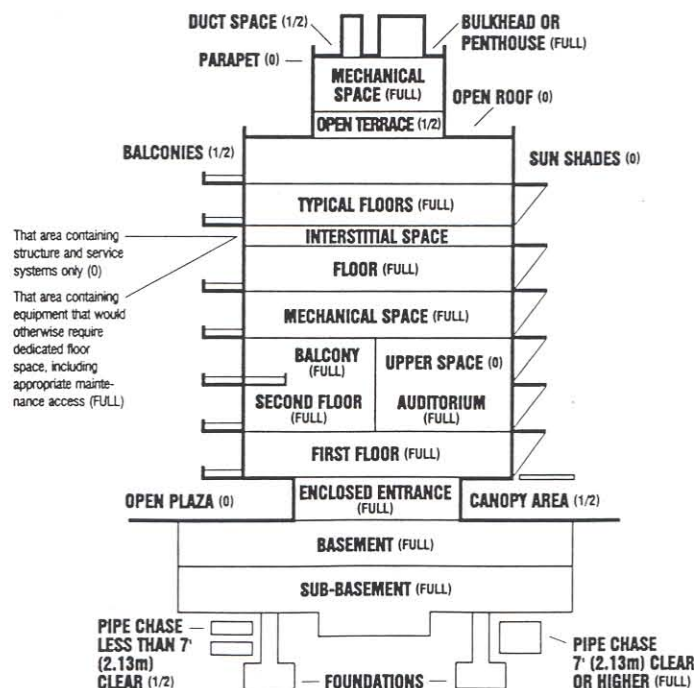 DUCT SPACE (1/2)
BULKHEAD OR
PENTHOUSE (FULL)
PARAPET (0)
MECHANICAL
SPACE (FULL)
OPEN ROOF (0)
OPEN TERRACE (1/2)
BALCONIES (1/2)
SUN SHADES (0)
TYPICAL FLOORS (FULL)
That area containing
structure and service
systems only (0)
INTERSTITIAL SPACE
FLOOR (FULL)
That area containing
equipment that would
otherwise require
dedicated floor
space, including
appropriate mainte-
nance access (FULL)
MECHANICAL SPACE (FULL)
BALCONY
(FULL)
UPPER SPACE (0)
SECOND FLOOR
(FULL)
AUDITORIUM
(FULL)
FIRST FLOOR (FULL)
OPEN PLAZA (0)
ENCLOSED ENTRANCE
(FULL)
CANOPY AREA (1/2)
BASEMENT (FULL)
SUB-BASEMENT (FULL)
PIPE CHASE
LESS THAN 7'
(2.13m)
CLEAR (1/2)
FOUNDATIONS
PIPE CHASE
7' (2.13m) CLEAR
OR HIGHER (FULL)